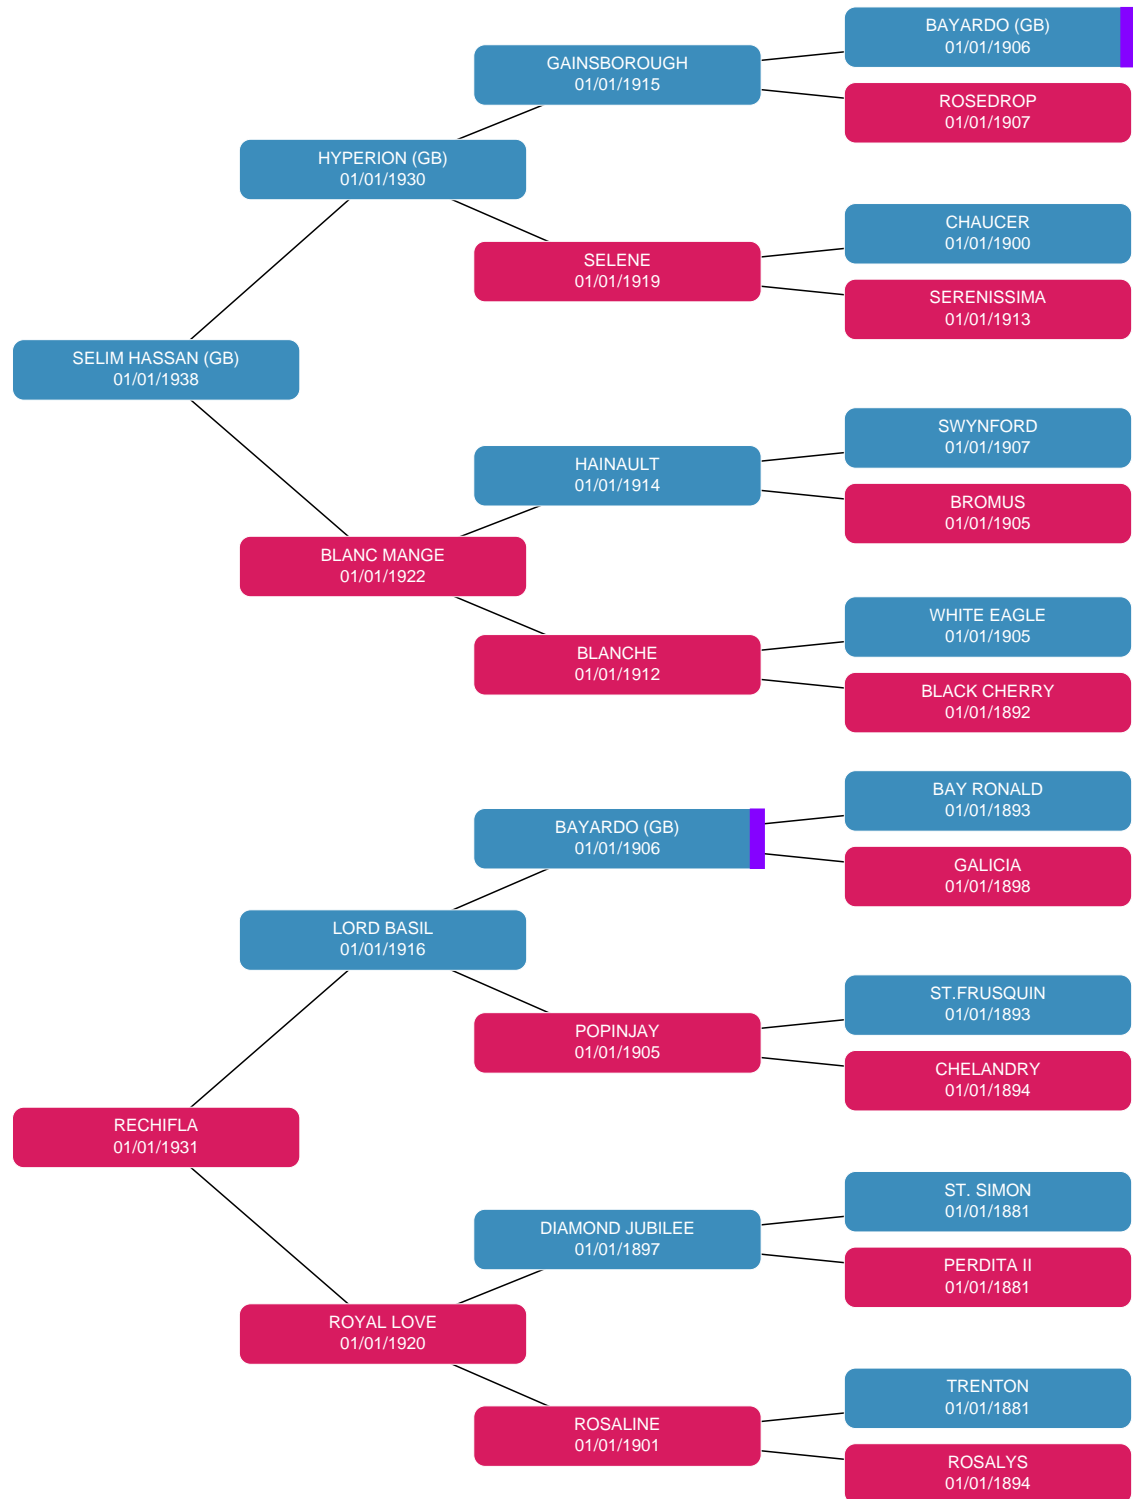 BAYARDO (GB)
01/01/1906
GAINSBOROUGH
01/01/1915
ROSEDROP
01/01/1907
HYPERION (GB)
01/01/1930
CHAUCER
01/01/1900
SELENE
01/01/1919
SERENISSIMA
01/01/1913
SELIM HASSAN (GB)
01/01/1938
SWYNFORD
01/01/1907
HAINAULT
01/01/1914
BROMUS
01/01/1905
BLANC MANGE
01/01/1922
WHITE EAGLE
01/01/1905
BLANCHE
01/01/1912
BLACK CHERRY
01/01/1892
BAY RONALD
01/01/1893
BAYARDO (GB)
01/01/1906
GALICIA
01/01/1898
LORD BASIL
01/01/1916
ST.FRUSQUIN
01/01/1893
POPINJAY
01/01/1905
CHELANDRY
01/01/1894
RECHIFLA
01/01/1931
ST. SIMON
01/01/1881
DIAMOND JUBILEE
01/01/1897
PERDITA II
01/01/1881
ROYAL LOVE
01/01/1920
TRENTON
01/01/1881
ROSALINE
01/01/1901
ROSALYS
01/01/1894